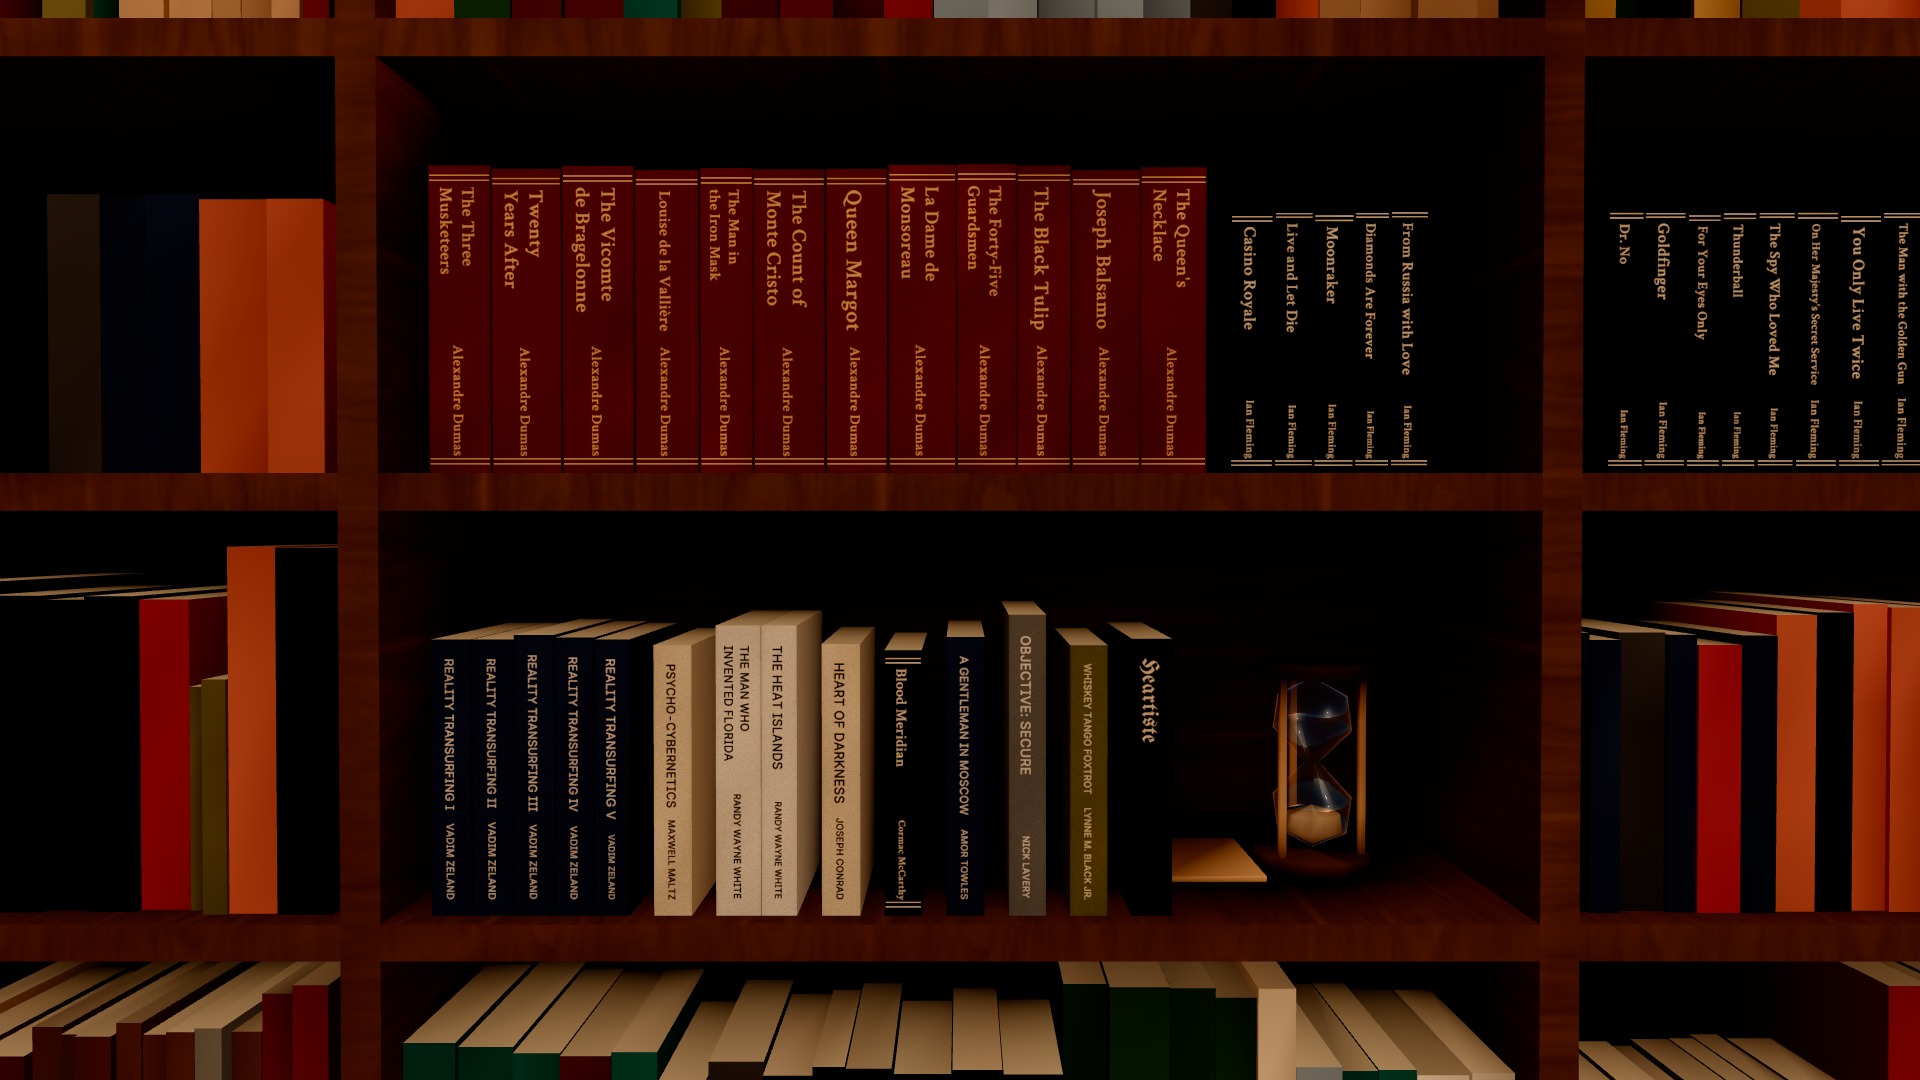 The Three
Musketeers
Alexandre Dumas
Twenty
Years After
Alexandre Dumas
The Vicomte
de Bragelonne
Alexandre Dumas
Louise de la Vallière
Alexandre Dumas
The Man in
the Iron Mask
Alexandre Dumas
The Count of
Monte Cristo
Alexandre Dumas
Queen Margot
Alexandre Dumas
La Dame de
Monsoreau
Alexandre Dumas
The Forty-Five
Guardsmen
Alexandre Dumas
The Black Tulip
Alexandre Dumas
Joseph Balsamo
Alexandre Dumas
The Queen's
Necklace
Alexandre Dumas
Casino Royale
Ian Fleming
Live and Let Die
Ian Fleming
Moonraker
Ian Fleming
Diamonds Are Forever
Ian Fleming
From Russia with Love
Ian Fleming
Dr. No
Ian Fleming
Goldfinger
Ian Fleming
For Your Eyes Only
Ian Fleming
Thunderball
Ian Fleming
The Spy Who Loved Me
Ian Fleming
On Her Majesty's Secret Service
Ian Fleming
You Only Live Twice
Ian Fleming
The Man with the Golden Gun
Ian Fleming
REALITY TRANSURFING I VADIM ZELAND
REALITY TRANSURFING II VADIM ZELAND
REALITY TRANSURFING III VADIM ZELAND
REALITY TRANSURFING IV VADIM ZELAND
REALITY TRANSURFING V VADIM ZELAND
PSYCHO-CYBERNETICS MAXWELL MALTZ
THE MAN WHO
INVENTED FLORIDA
RANDY WAYNE WHITE
THE HEAT ISLANDS RANDY WAYNE WHITE
HEART OF DARKNESS JOSEPH CONRAD
Blood Meridian Cormac McCarthy
A GENTLEMAN IN MOSCOW AMOR TOWLES
OBJECTIVE: SECURE NICK LAVERY
WHISKEY TANGO FOXTROT LYNNE M. BLACK JR.
Heartiste